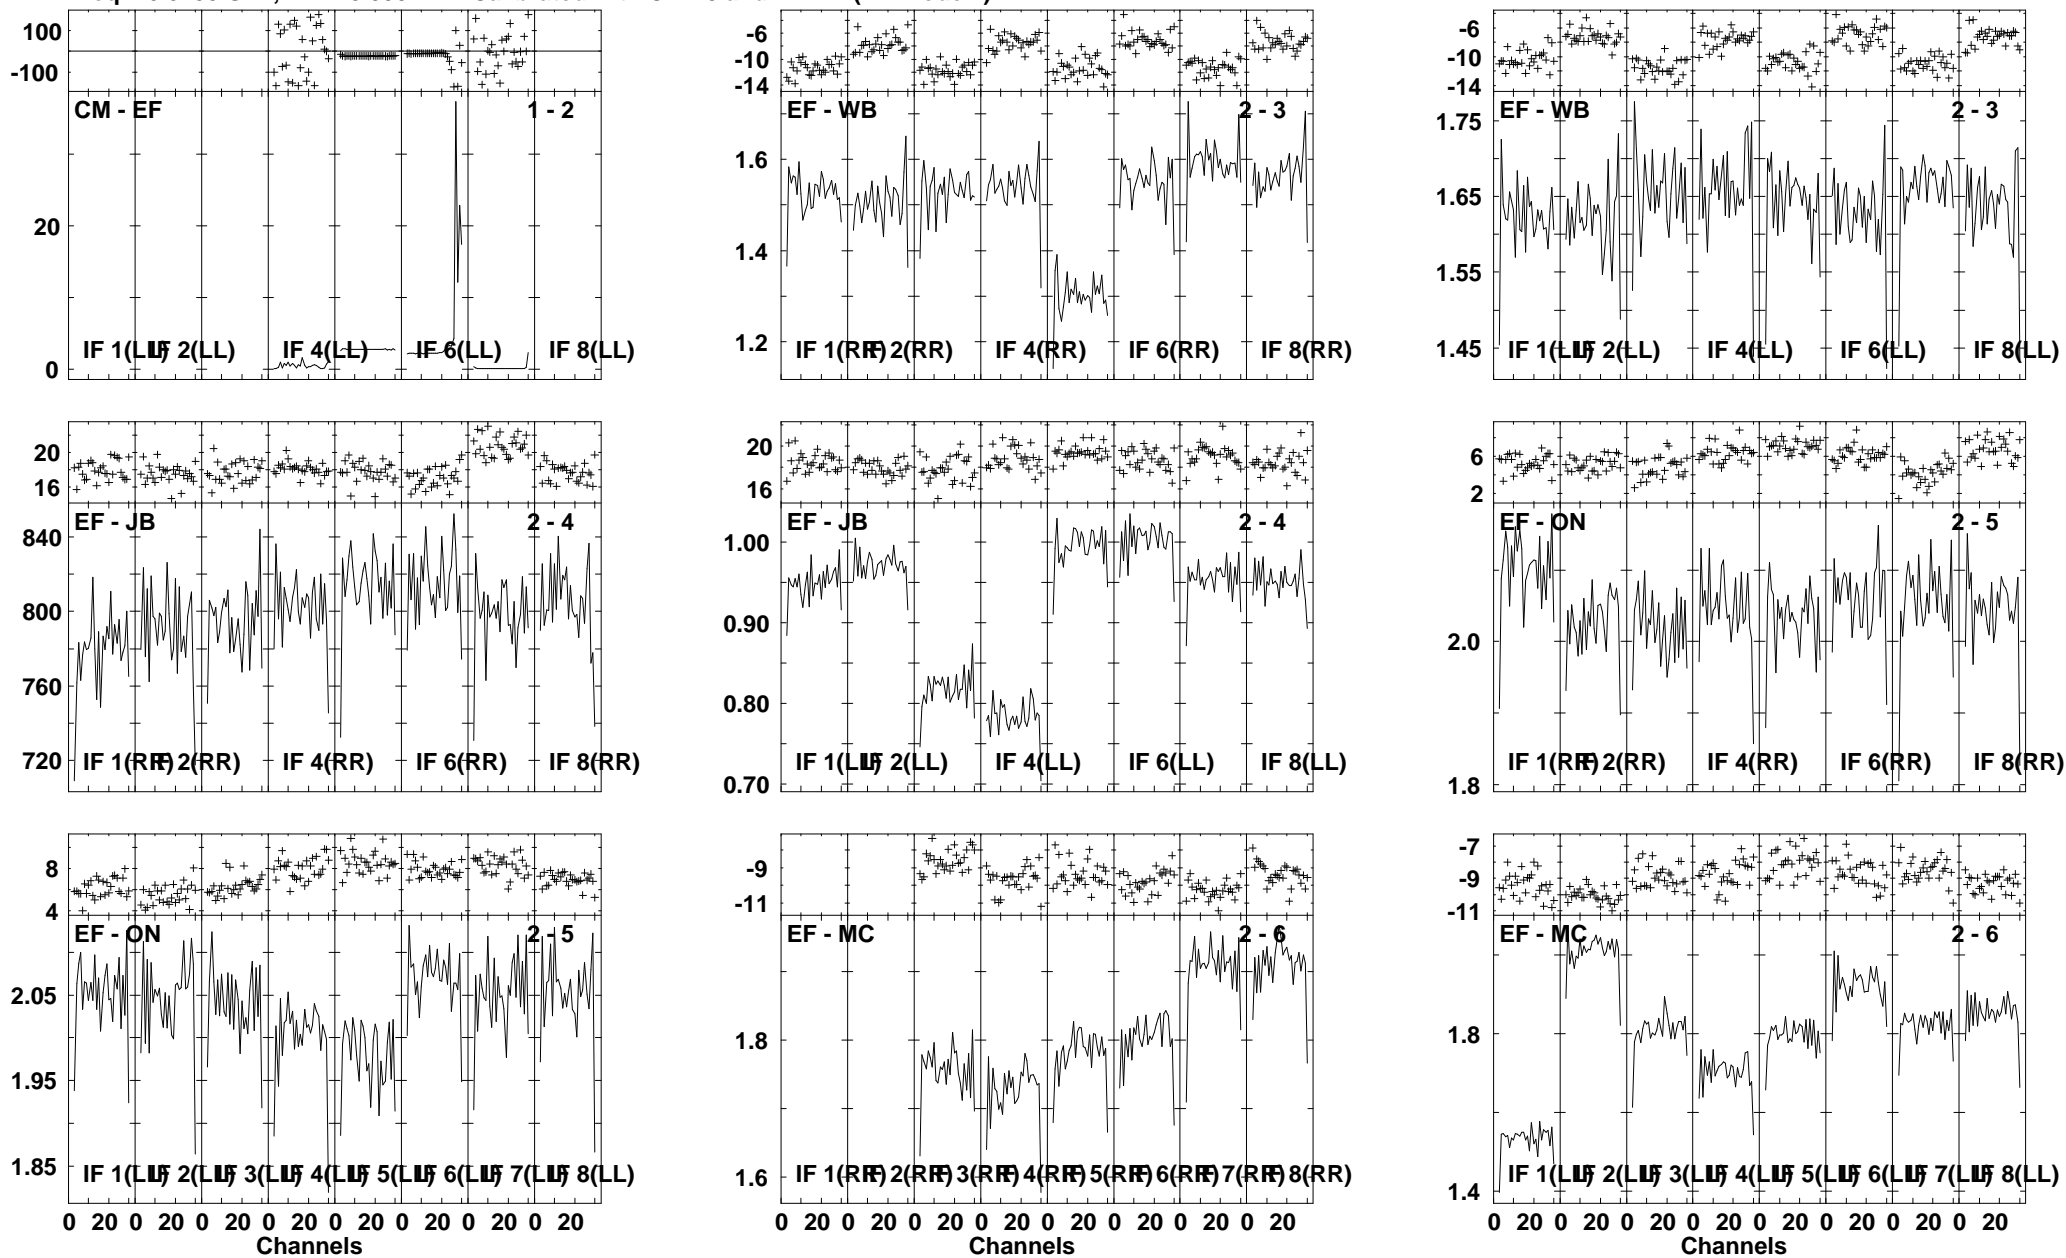 100
-100
CM - EF 1 - 2
20
0
IF 1(LL) IF 2(LL) IF 4(LL) IF 6(LL) IF 8(LL)
-6
-10
-14
EF - WB 2 - 3
1.6
1.4
1.2
IF 1(RR) IF 2(RR) IF 4(RR) IF 6(RR) IF 8(RR)
-6
-10
-14
EF - WB 2 - 3
1.75
1.65
1.55
1.45
IF 1(LL) IF 2(LL) IF 4(LL) IF 6(LL) IF 8(LL)
20
16
EF - JB 2 - 4
840
800
760
720
IF 1(RR) IF 2(RR) IF 4(RR) IF 6(RR) IF 8(RR)
20
16
EF - JB 2 - 4
1.00
0.90
0.80
0.70
IF 1(LL) IF 2(LL) IF 4(LL) IF 6(LL) IF 8(LL)
6
2
EF - ON 2 - 5
2.0
1.8
IF 1(RR) IF 2(RR) IF 4(RR) IF 6(RR) IF 8(RR)
8
4
EF - ON 2 - 5
2.05
1.95
1.85
IF 1(LL) IF 2(LL) IF 3(LL) IF 4(LL) IF 5(LL) IF 6(LL) IF 7(LL) IF 8(LL)
0 20 0 20 0 20 0 20 0 20 0 20 0 20 0 20
Channels
-9
-11
EF - MC 2 - 6
1.8
1.6
IF 1(RR) IF 2(RR) IF 3(RR) IF 4(RR) IF 5(RR) IF 6(RR) IF 7(RR) IF 8(RR)
0 20 0 20 0 20 0 20 0 20 0 20 0 20 0 20
Channels
-7
-9
-11
EF - MC 2 - 6
1.8
1.4
IF 1(LL) IF 2(LL) IF 3(LL) IF 4(LL) IF 5(LL) IF 6(LL) IF 7(LL) IF 8(LL)
0 20 0 20 0 20 0 20 0 20 0 20 0 20 0 20
Channels